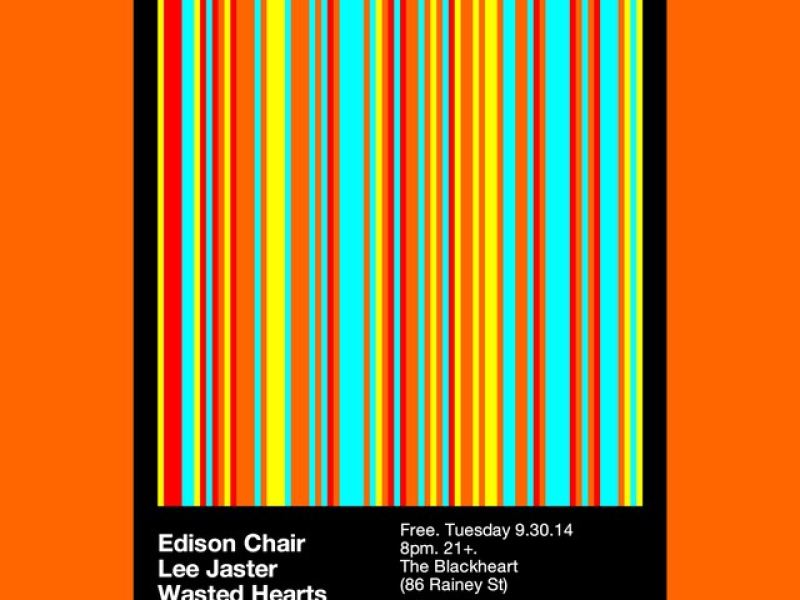 Edison Chair
Lee Jaster
Wasted Hearts
Free. Tuesday 9.30.14
8pm. 21+.
The Blackheart
(86 Rainey St)